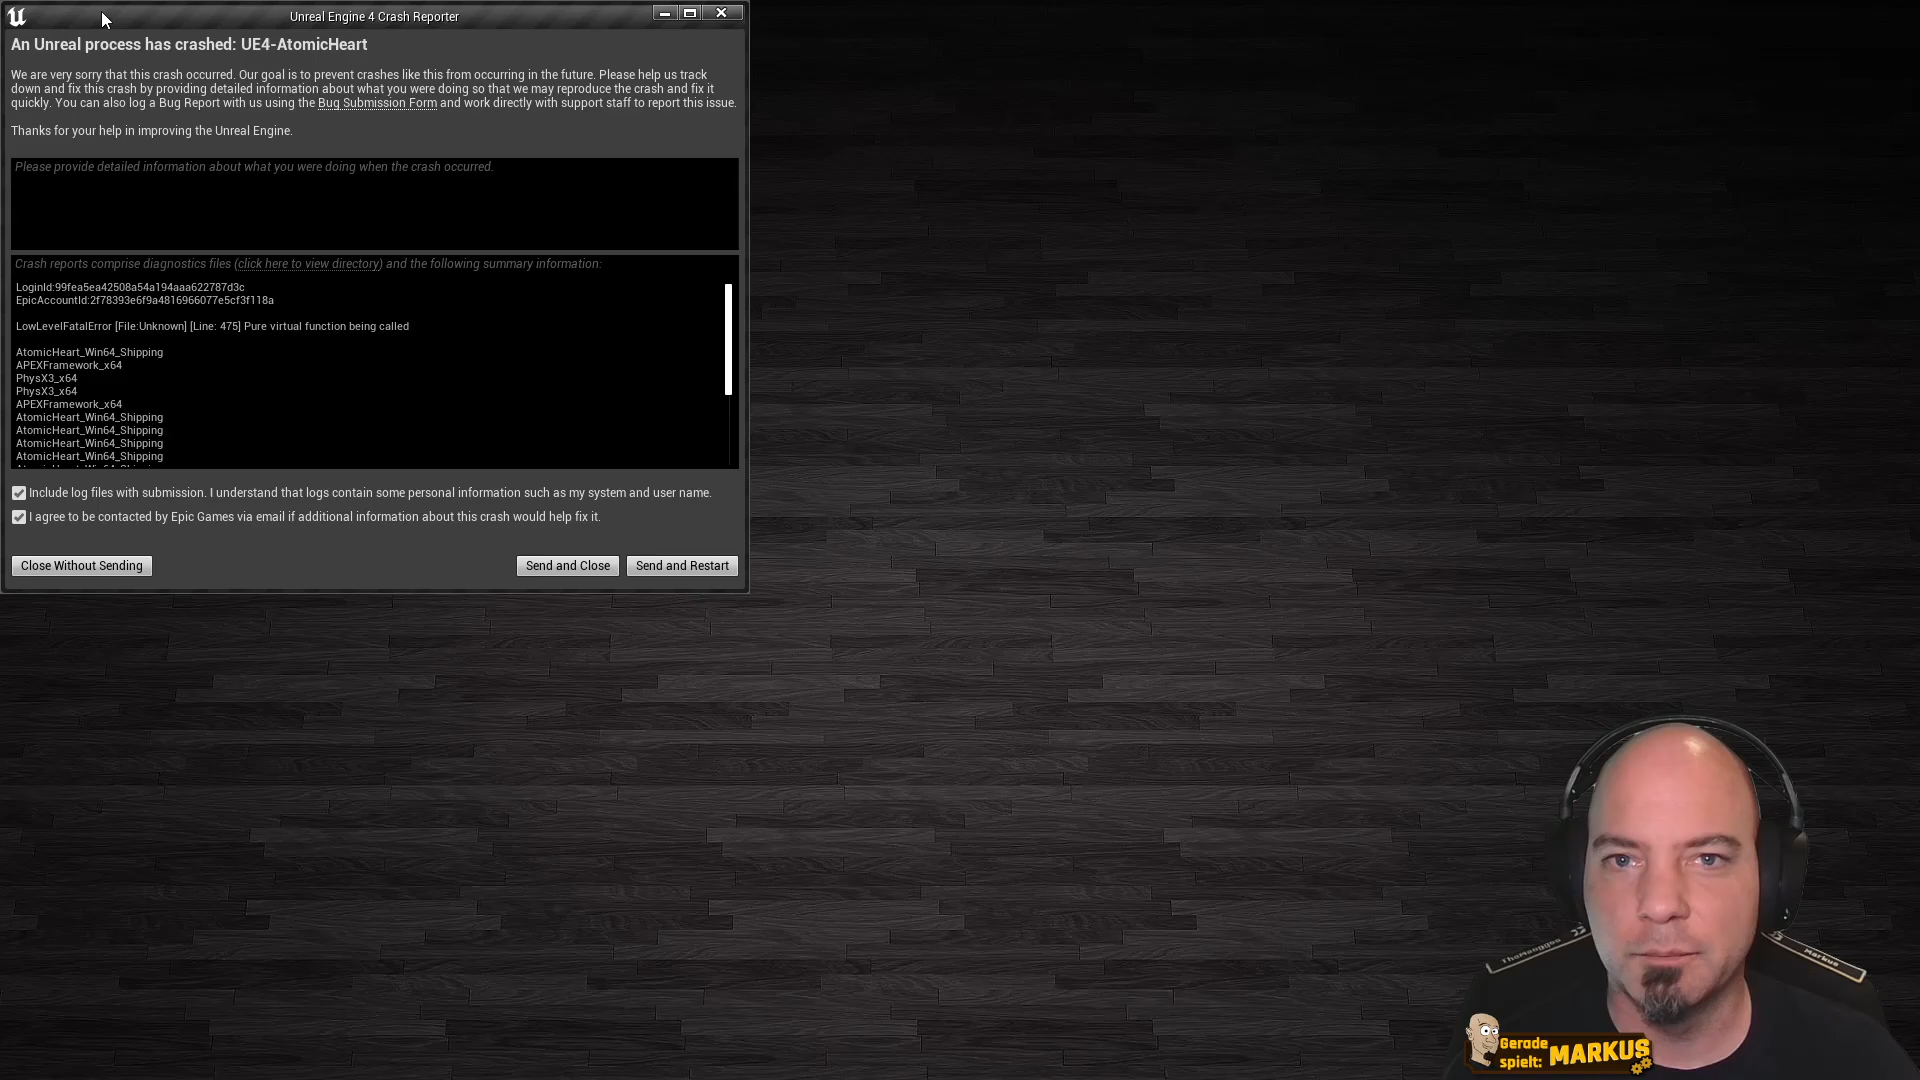 Unreal Engine 4 Crash Reporter
An Unreal process has crashed: UE4-AtomicHeart
We are very sorry that this crash occurred. Our goal is to prevent crashes like this from occurring in the future. Please help us track
down and fix this crash by providing detailed information about what you were doing so that we may reproduce the crash and fix it
quickly. You can also log a Bug Report with us using the Bug Submission Form and work directly with support staff to report this issue.
Thanks for your help in improving the Unreal Engine.
Please provide detailed information about what you were doing when the crash occurred.
Crash reports comprise diagnostics files (click here to view directory) and the following summary information:
LoginId:99fea5ea42508a54a194aaa622787d3c
EpicAccountId:2f78393e6f9a4816966077e5cf3f118a
LowLevelFatalError [File:Unknown] [Line: 475] Pure virtual function being called
AtomicHeart_Win64_Shipping
APEXFramework_x64
PhysX3_x64
PhysX3_x64
APEXFramework_x64
AtomicHeart_Win64_Shipping
AtomicHeart_Win64_Shipping
AtomicHeart_Win64_Shipping
AtomicHeart_Win64_Shipping
Include log files with submission. I understand that logs contain some personal information such as my system and user name.
I agree to be contacted by Epic Games via email if additional information about this crash would help fix it.
Close Without Sending
Send and Close
Send and Restart
23
23
Markus
Gerade
spielt: MARKUS